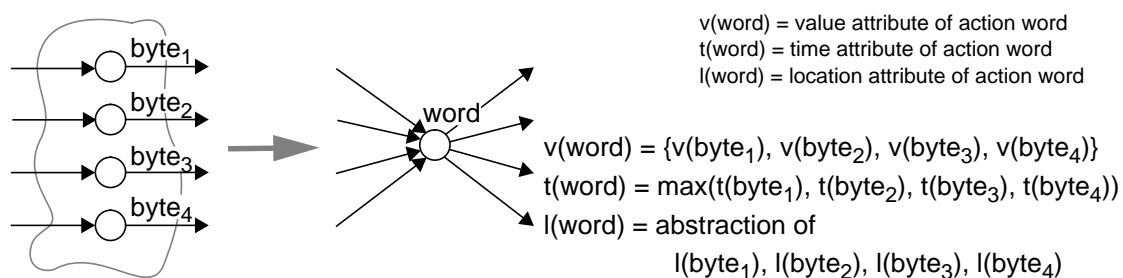 v(word) = value attribute of action word
t(word) = time attribute of action word
l(word) = location attribute of action word
byte₁
byte₂
byte₃
byte₄
word
v(word) = {v(byte₁), v(byte₂), v(byte₃), v(byte₄)}
t(word) = max(t(byte₁), t(byte₂), t(byte₃), t(byte₄))
l(word) = abstraction of
l(byte₁), l(byte₂), l(byte₃), l(byte₄)